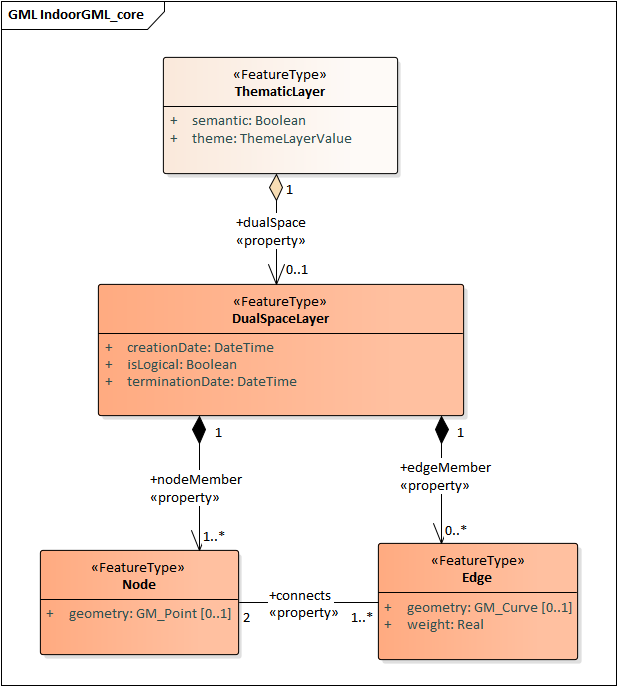 GML IndoorGML_core
«FeatureType»
ThematicLayer
+ semantic: Boolean
+ theme: ThemeLayerValue
1
+dualSpace
«property»
0..1
«FeatureType»
DualSpaceLayer
+ creationDate: DateTime
+ isLogical: Boolean
+ terminationDate: DateTime
1
1
+nodeMember
«property»
+edgeMember
«property»
1..*
0..*
«FeatureType»
Node
+ geometry: GM_Point [0..1]
+connects
«property»
2
1..*
«FeatureType»
Edge
+ geometry: GM_Curve [0..1]
+ weight: Real